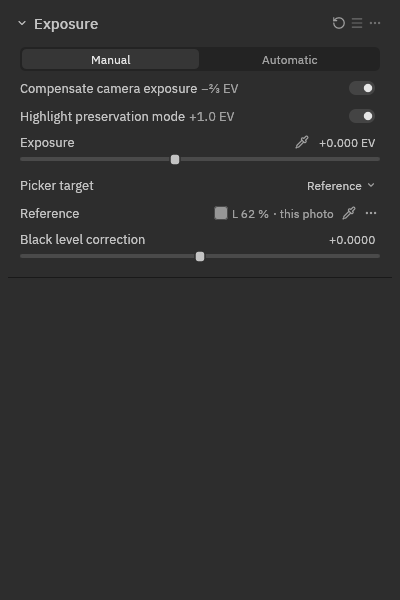 Exposure
Manual Automatic
Compensate camera exposure −⅔ EV
Highlight preservation mode +1.0 EV
Exposure +0.000 EV
Picker target Reference
Reference L 62 % · this photo
Black level correction +0.0000